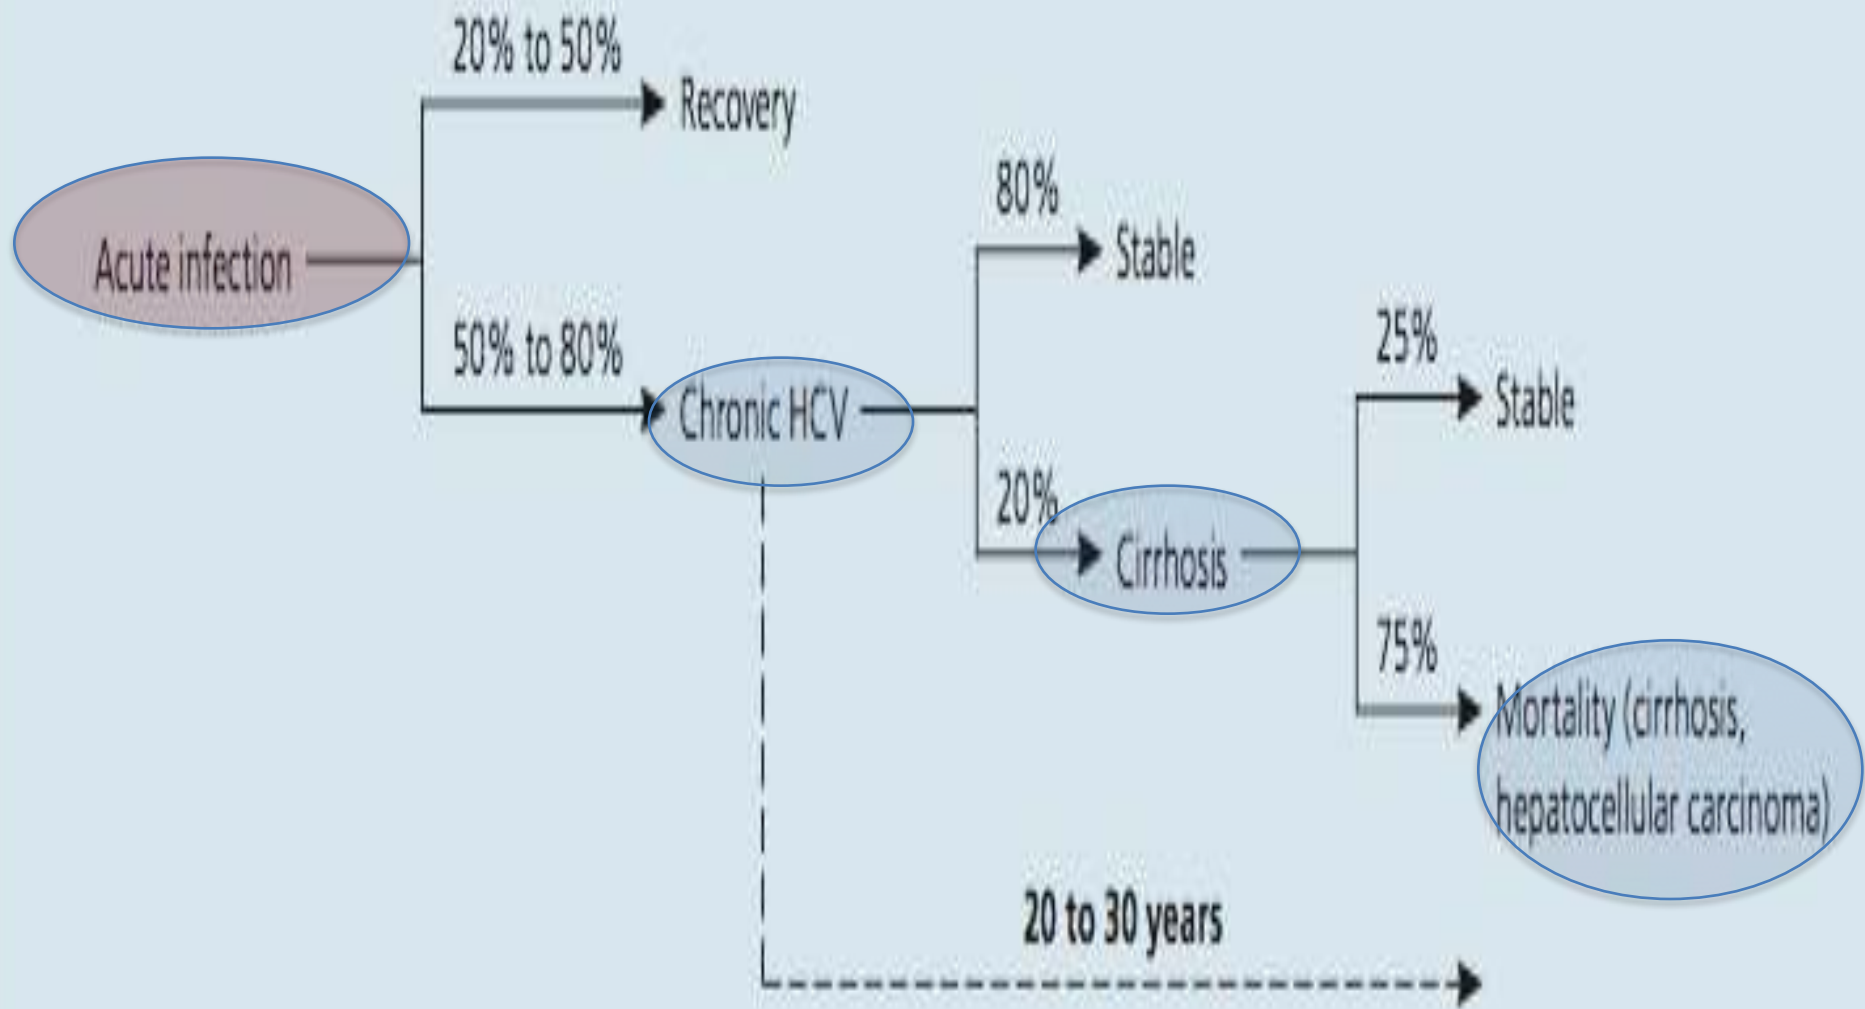 20% to 50%
Recovery
Acute infection
50% to 80%
Chronic HCV
80%
Stable
20%
Cirrhosis
25%
Stable
75%
Mortality (cirrhosis,
hepatocellular carcinoma)
20 to 30 years